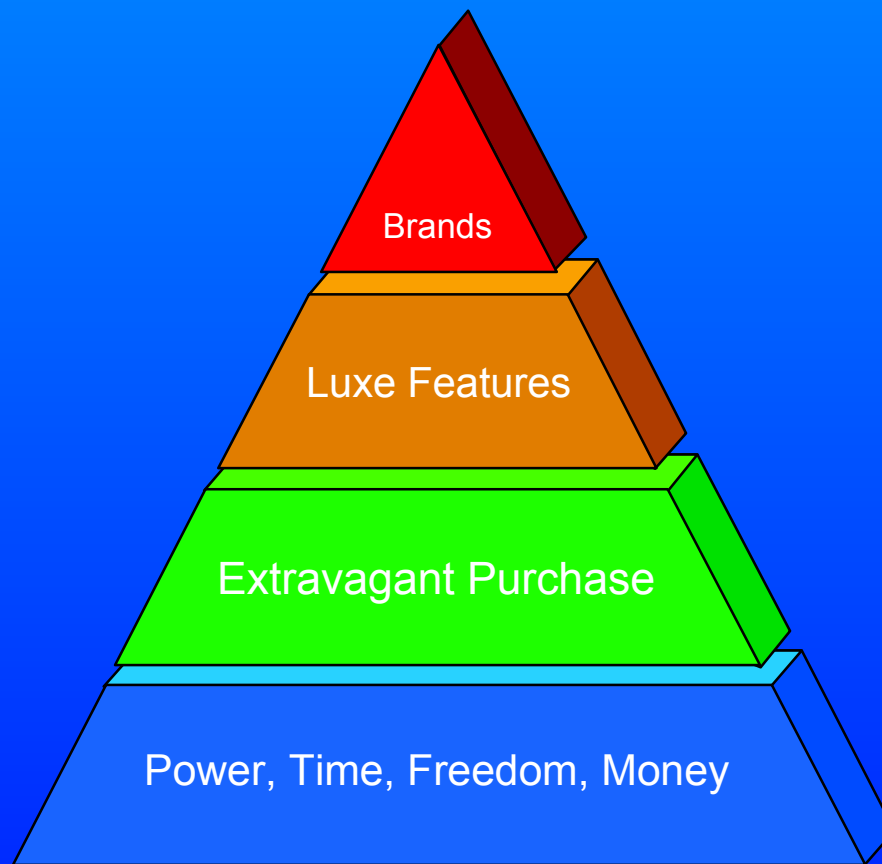 Brands
Luxe Features
Extravagant Purchase
Power, Time, Freedom, Money